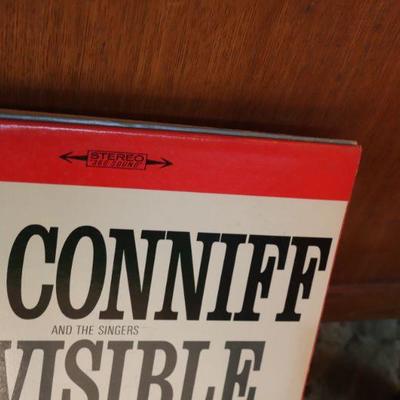 STEREO
360 SOUND
CONNIFF
AND THE SINGERS
VISIBLE